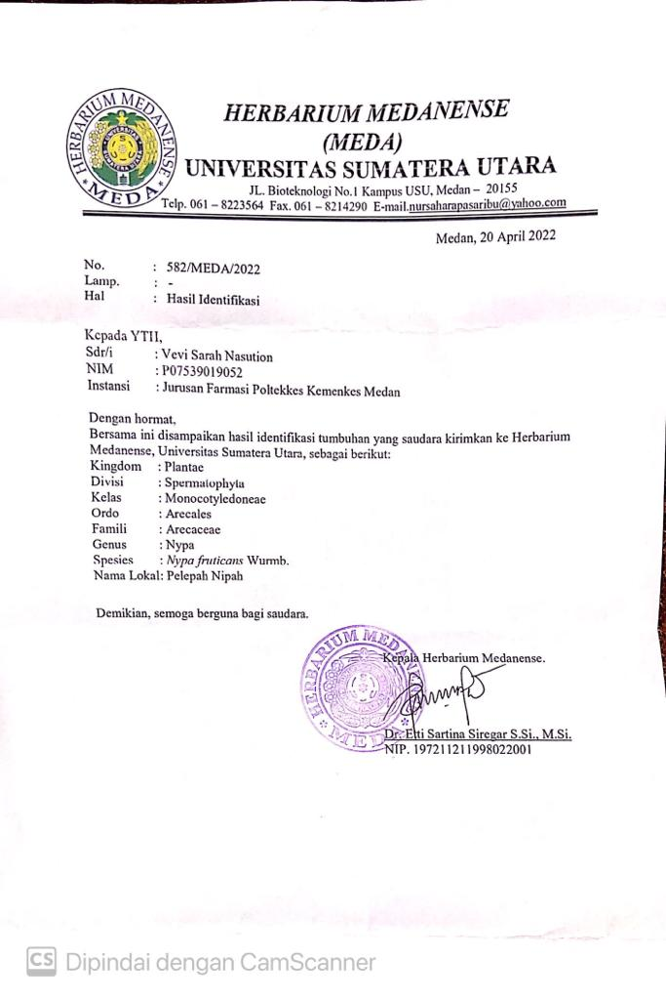 HERBARIUM MEDANENSE
MEDA
UNIVERSITAS SUMATERA UTARA
HERBARIUM MEDANENSE
(MEDA)
UNIVERSITAS SUMATERA UTARA
JL. Bioteknologi No.1 Kampus USU, Medan – 20155
Telp. 061 – 8223564 Fax. 061 – 8214290 E-mail.nursaharapasaribu@yahoo.com
Medan, 20 April 2022
No. : 582/MEDA/2022
Lamp. : -
Hal : Hasil Identifikasi
Kepada YTH,
Sdr/i : Vevi Sarah Nasution
NIM : P07539019052
Instansi : Jurusan Farmasi Poltekkes Kemenkes Medan
Dengan hormat,
Bersama ini disampaikan hasil identifikasi tumbuhan yang saudara kirimkan ke Herbarium
Medanense, Universitas Sumatera Utara, sebagai berikut:
Kingdom : Plantae
Divisi : Spermatophyta
Kelas : Monocotyledoneae
Ordo : Arecales
Famili : Arecaceae
Genus : Nypa
Spesies : Nypa fruticans Wurmb.
Nama Lokal: Pelepah Nipah
Demikian, semoga berguna bagi saudara.
HERBARIUM MEDAN
MEDA
Kepala Herbarium Medanense.
Dr. Etti Sartina Siregar S.Si., M.Si.
NIP. 197211211998022001
CS Dipindai dengan CamScanner